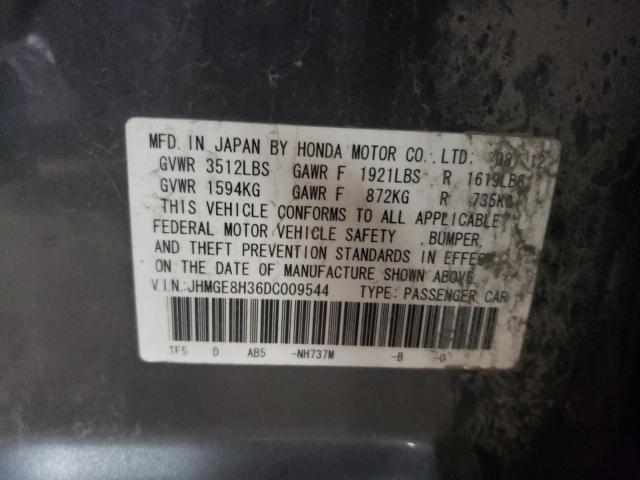 MFD. IN JAPAN BY HONDA MOTOR CO.,LTD: 08/12
GVWR 3512LBS GAWR F 1921LBS R 1619LBS
GVWR 1594KG GAWR F 872KG R 735KG
THIS VEHICLE CONFORMS TO ALL APPLICABLE
FEDERAL MOTOR VEHICLE SAFETY , BUMPER,
AND THEFT PREVENTION STANDARDS IN EFFECT
ON THE DATE OF MANUFACTURE SHOWN ABOVE.
V.I.N.:JHMGE8H36DC009544 TYPE: PASSENGER CAR
TF5 D AB5 -NH737M -B -G